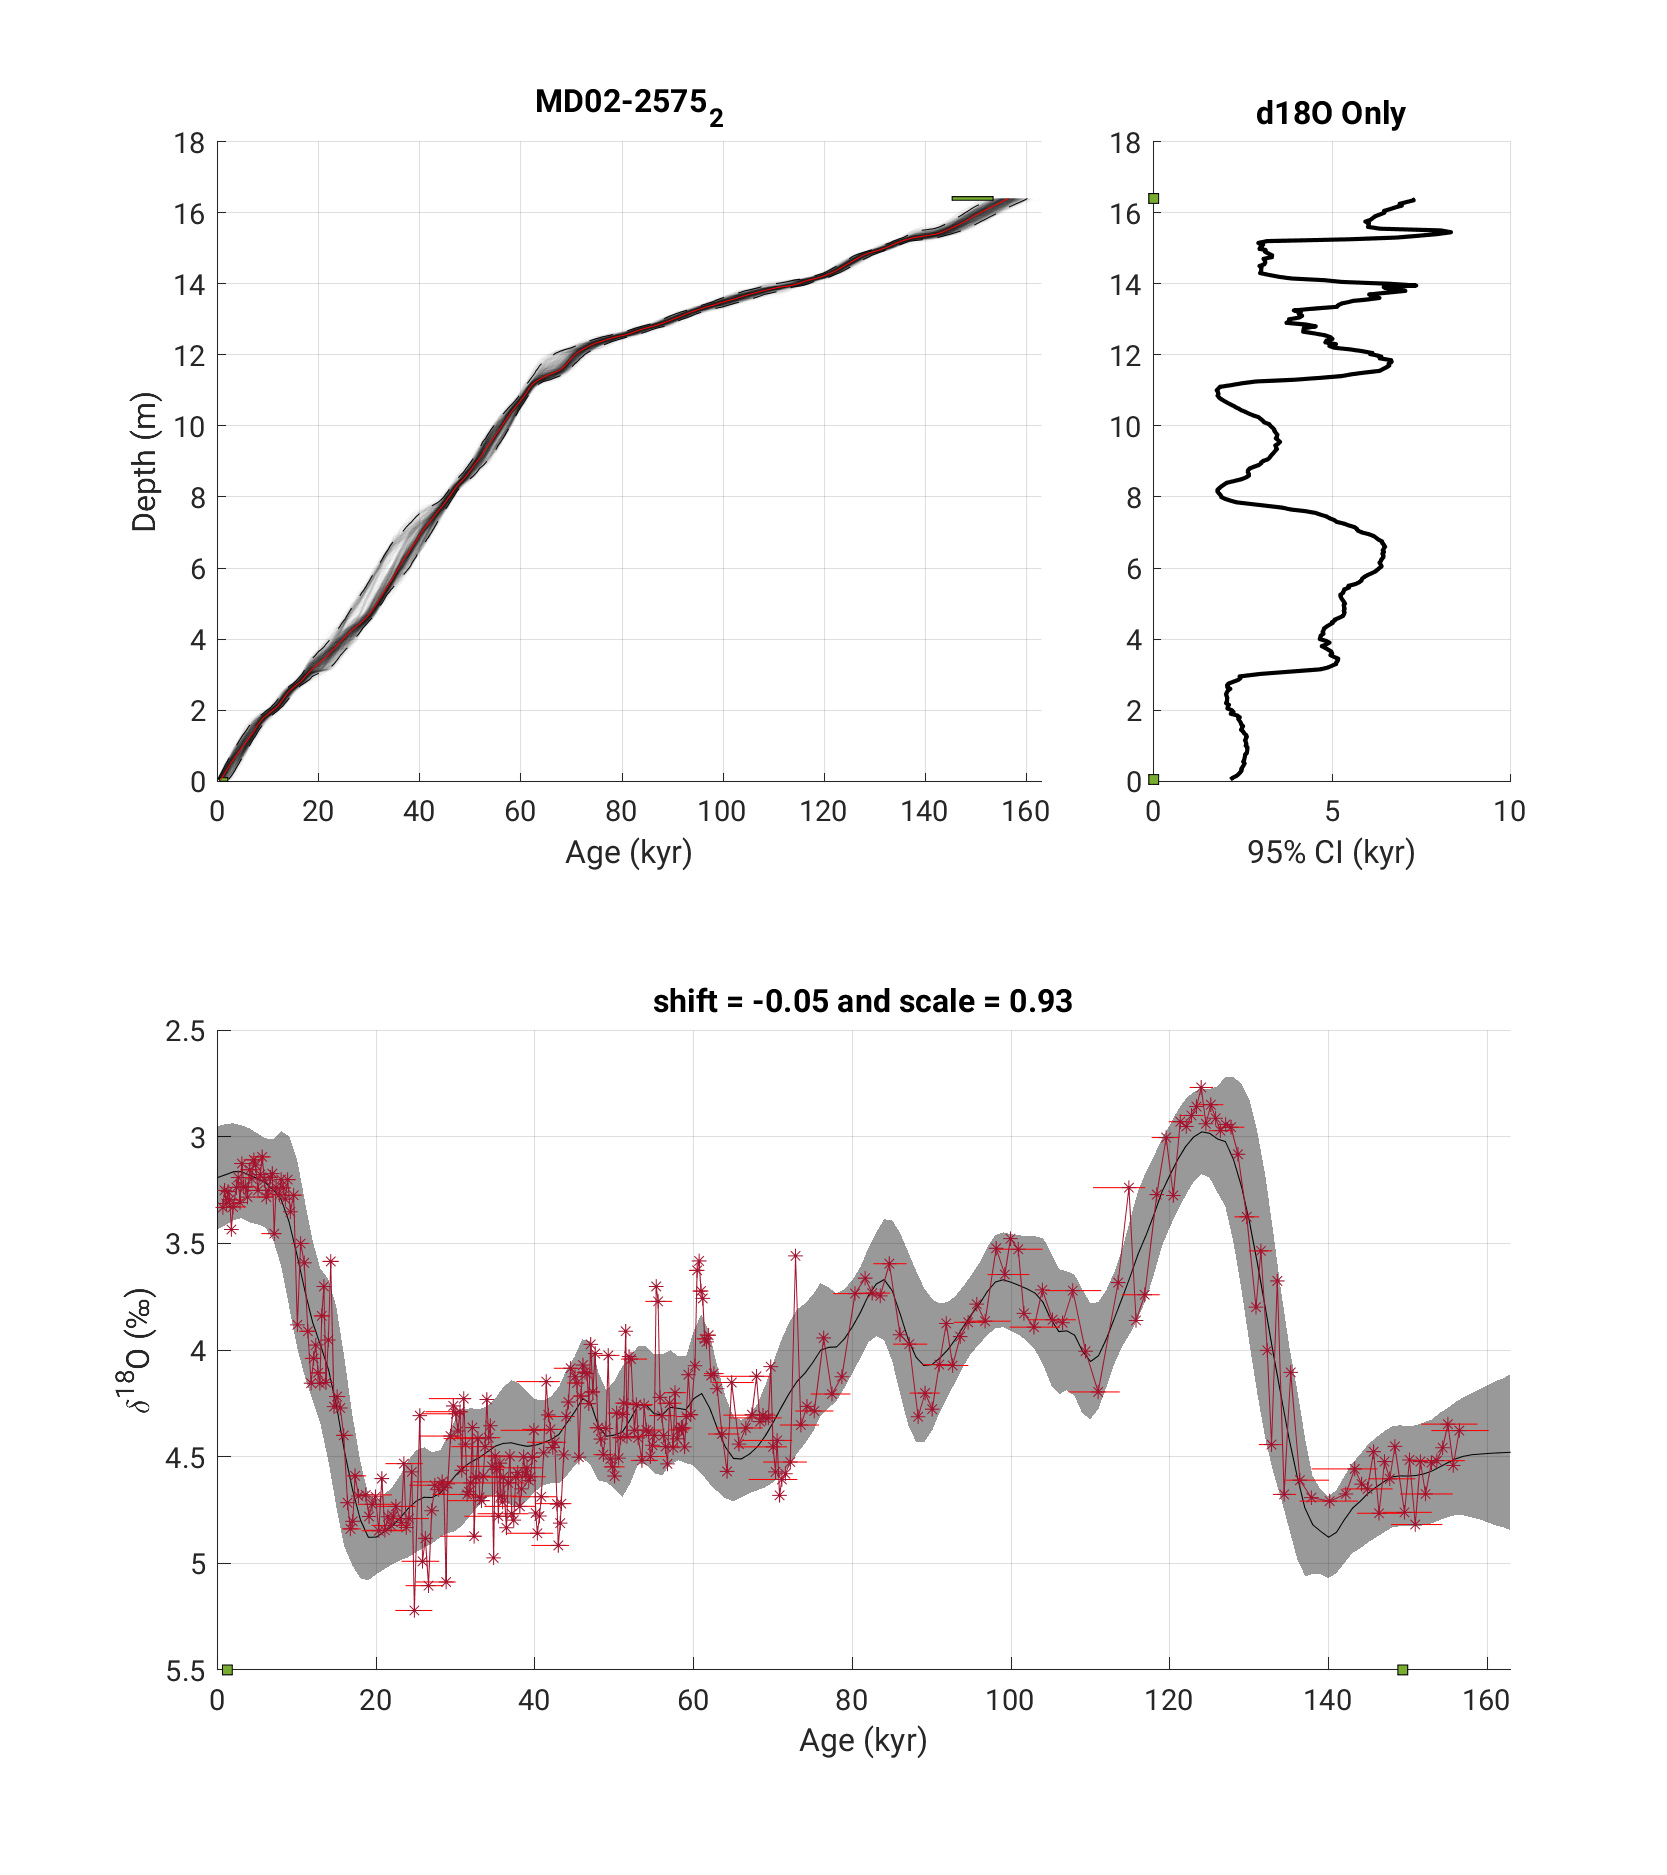 MD02-2575₂
18
16
14
12
10
8
6
4
2
0
0 20 40 60 80 100 120 140 160
Depth (m)
Age (kyr)
d18O Only
18
16
14
12
10
8
6
4
2
0
0 5 10
95% CI (kyr)
shift = -0.05 and scale = 0.93
2.5
3
3.5
4
4.5
5
5.5
0 20 40 60 80 100 120 140 160
δ¹⁸O (‰)
Age (kyr)